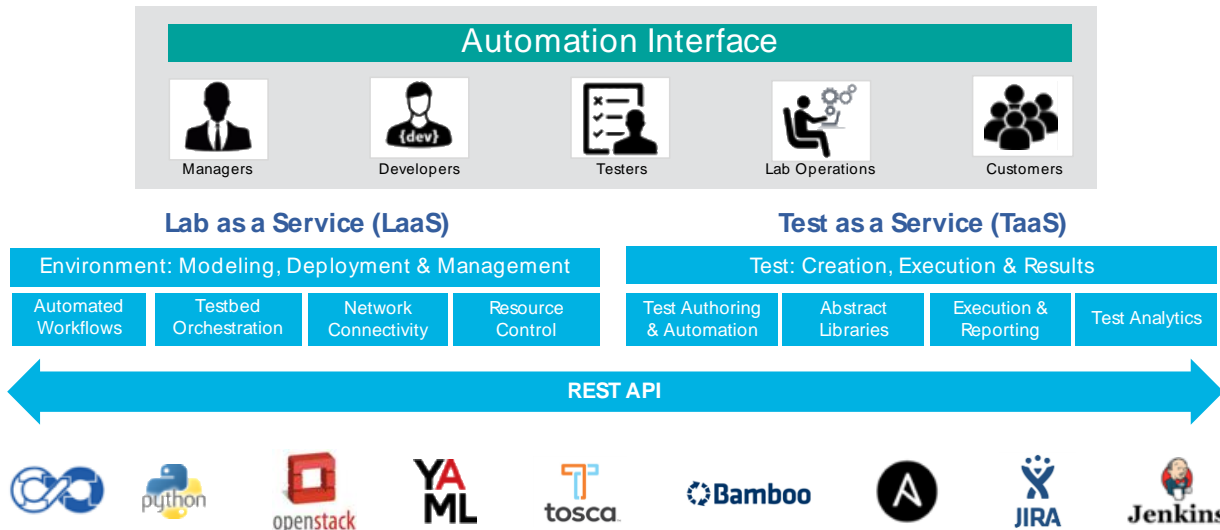 Automation Interface
{dev}
Managers
Developers
Testers
Lab Operations
Customers
Lab as a Service (LaaS)
Test as a Service (TaaS)
Environment: Modeling, Deployment & Management
Test: Creation, Execution & Results
Automated
Workflows
Testbed
Orchestration
Network
Connectivity
Resource
Control
Test Authoring
& Automation
Abstract
Libraries
Execution &
Reporting
Test Analytics
REST API
python
openstack
YA
ML
tosca
Bamboo
A
JIRA
Jenkins